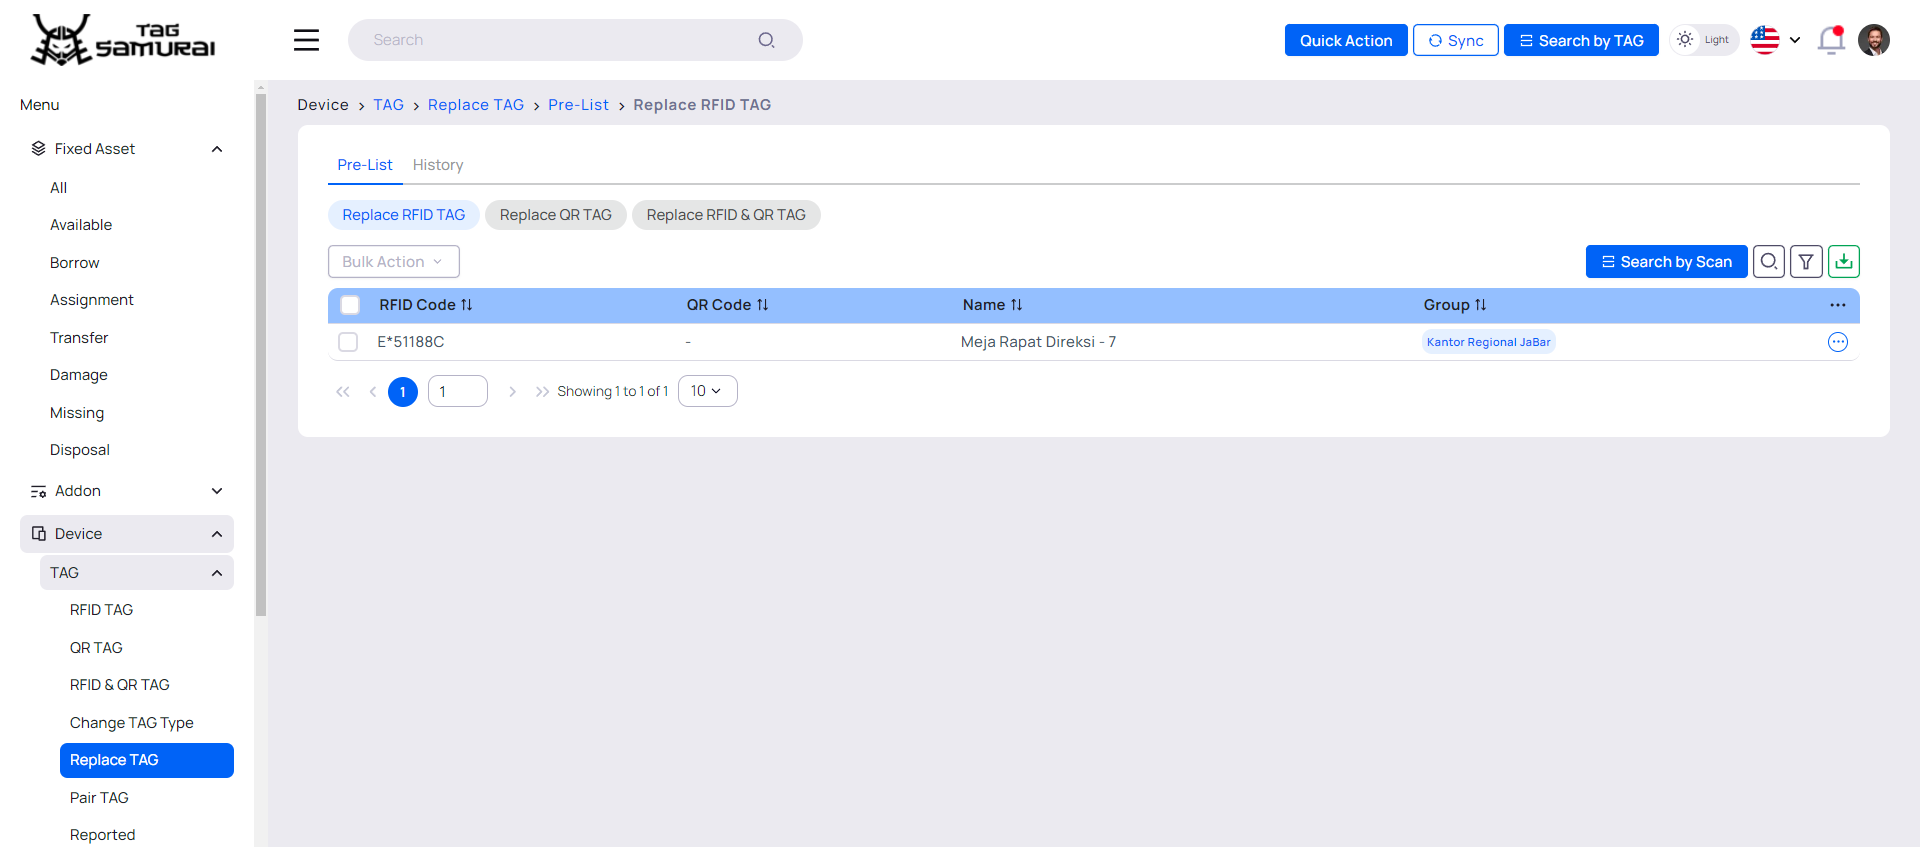 TAG SAMURAI
Search
Quick Action
Sync
Search by TAG
Light
Menu
Fixed Asset
All
Available
Borrow
Assignment
Transfer
Damage
Missing
Disposal
Addon
Device
TAG
RFID TAG
QR TAG
RFID & QR TAG
Change TAG Type
Replace TAG
Pair TAG
Reported
Device > TAG > Replace TAG > Pre-List > Replace RFID TAG
Pre-List History
Replace RFID TAG Replace QR TAG Replace RFID & QR TAG
Bulk Action
Search by Scan
RFID Code QR Code Name Group
E*51188C - Meja Rapat Direksi - 7 Kantor Regional JaBar
1 1 Showing 1 to 1 of 1 10